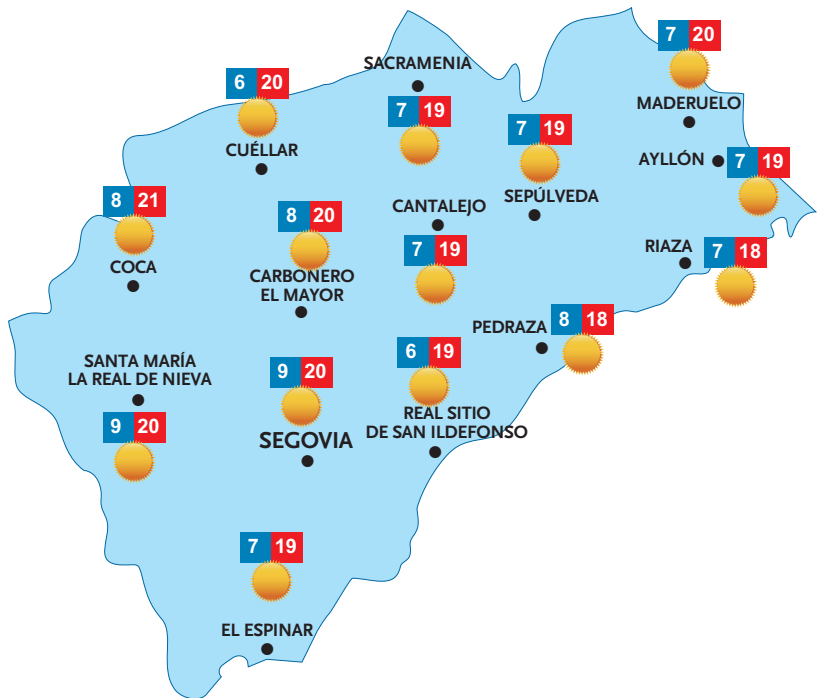 7 20
MADERUELO
SACRAMENIA
7 19
6 20
CUÉLLAR
7 19
SEPÚLVEDA
AYLLÓN
7 19
8 21
COCA
8 20
CARBONERO
EL MAYOR
CANTALEJO
7 19
RIAZA
7 18
PEDRAZA
8 18
SANTA MARÍA
LA REAL DE NIEVA
9 20
9 20
SEGOVIA
6 19
REAL SITIO
DE SAN ILDEFONSO
7 19
EL ESPINAR